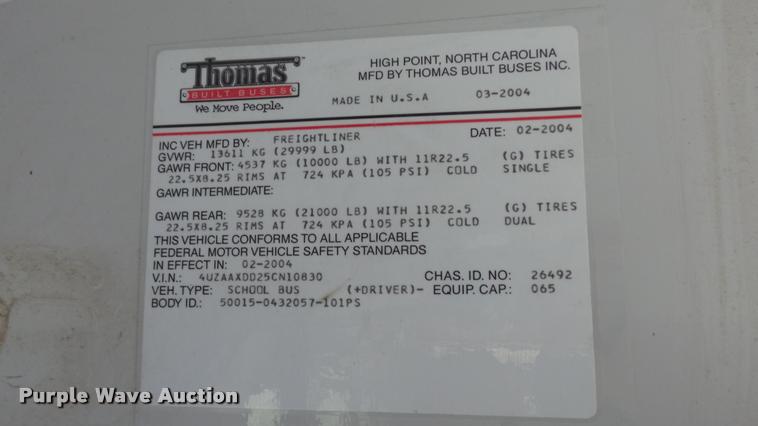 Thomas
BUILT BUSES
We Move People.
HIGH POINT, NORTH CAROLINA
MFD BY THOMAS BUILT BUSES INC.
MADE IN U.S.A 03-2004
INC VEH MFD BY: FREIGHTLINER DATE: 02-2004
GVWR: 13611 KG (29999 LB)
GAWR FRONT: 4537 KG (10000 LB) WITH 11R22.5 (G) TIRES
22.5X8.25 RIMS AT 724 KPA (105 PSI) COLD SINGLE
GAWR INTERMEDIATE:
GAWR REAR: 9528 KG (21000 LB) WITH 11R22.5 (G) TIRES
22.5X8.25 RIMS AT 724 KPA (105 PSI) COLD DUAL
THIS VEHICLE CONFORMS TO ALL APPLICABLE
FEDERAL MOTOR VEHICLE SAFETY STANDARDS
IN EFFECT IN: 02-2004
V.I.N.: 4UZAAXDD25CN10830 CHAS. ID. NO: 26492
VEH. TYPE: SCHOOL BUS (+DRIVER)- EQUIP. CAP.: 065
BODY ID.: 50015-0432057-101PS
Purple Wave Auction